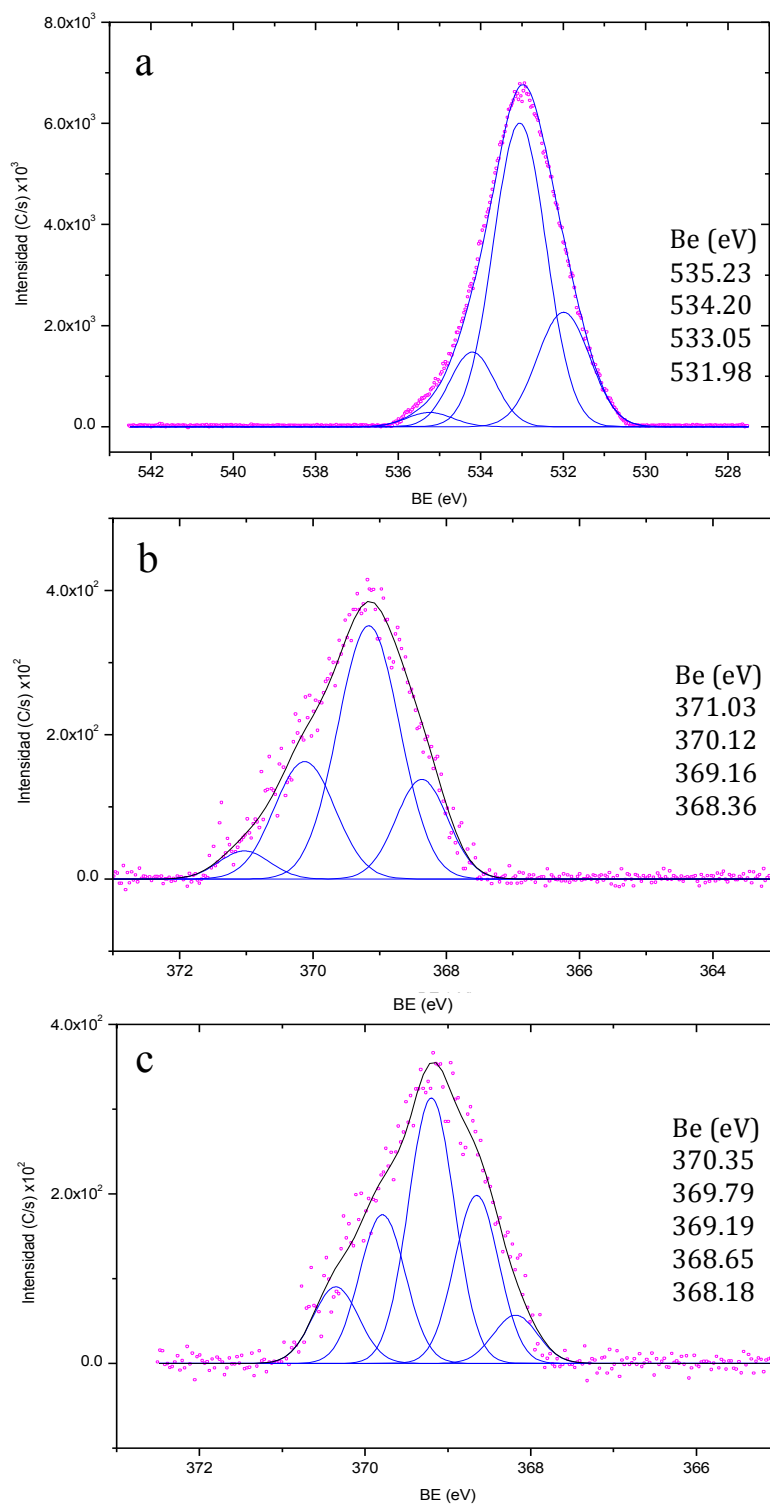 a
8.0x10³
6.0x10³
4.0x10³
2.0x10³
0.0
Intensidad (C/s) x10³
542 540 538 536 534 532 530 528
BE (eV)
Be (eV)
535.23
534.20
533.05
531.98
b
4.0x10²
2.0x10²
0.0
Intensidad (C/s) x10²
372 370 368 366 364
BE (eV)
Be (eV)
371.03
370.12
369.16
368.36
c
4.0x10²
2.0x10²
0.0
Intensidad (C/s) x10²
372 370 368 366
BE (eV)
Be (eV)
370.35
369.79
369.19
368.65
368.18